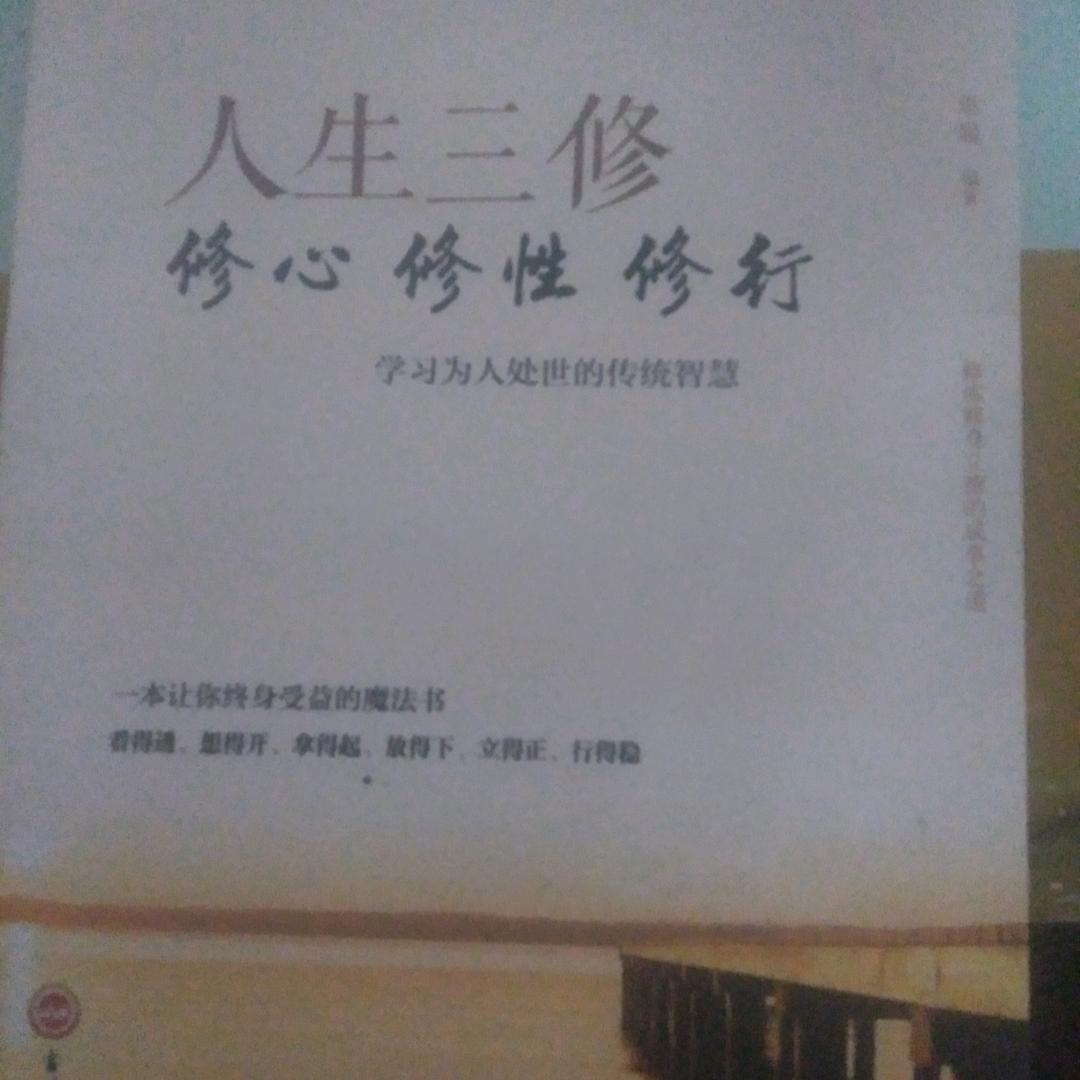 人生三修
修心 修性 修行
学习为人处世的传统智慧
一本让你终身受益的魔法书
看得透、想得开、拿得起、放得下、立得正、行得稳